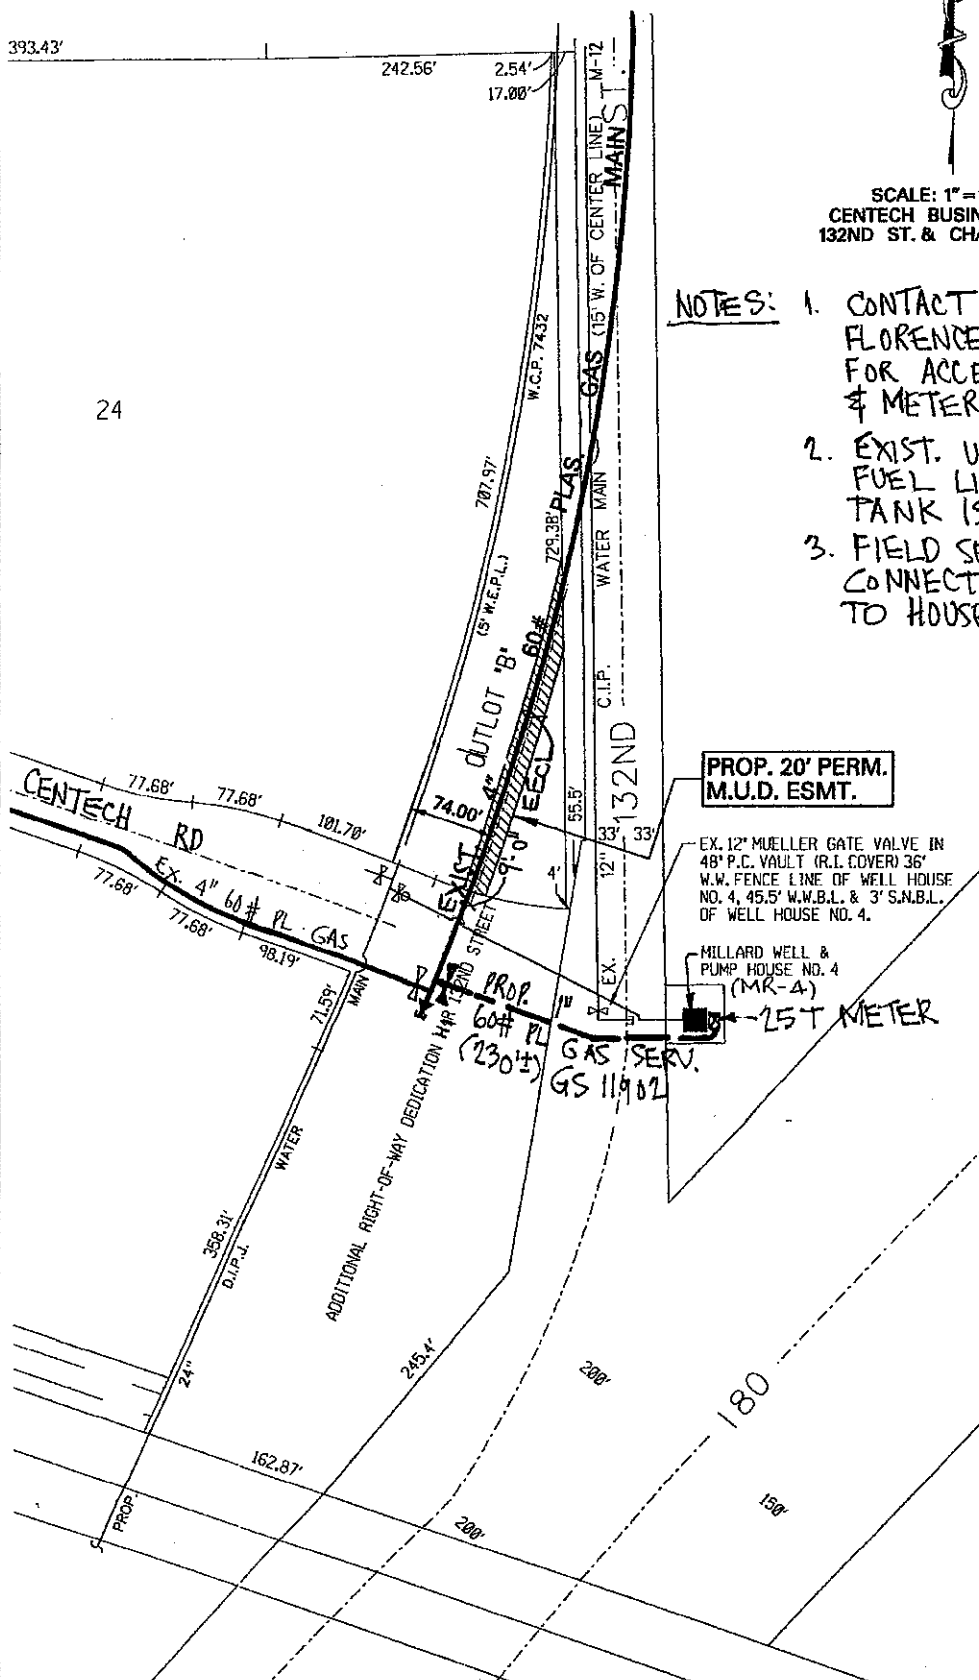 393.43'
242.56'
2.54'
17.00'
M-12
MAIN ST.
GAS (15' W. OF CENTER LINE)
W.C.P. 7432
SCALE: 1"=
CENTECH BUSIN
132ND ST. & CHA
NOTES: 1. CONTACT
FLORENCE
FOR ACCE
& METER
2. EXIST. U
FUEL LI
TANK IS
3. FIELD S
CONNECT
TO HOUSE
24
707.97'
(5' W.E.P.L.)
729.38'
PLAS.
60#
4"
EXIST
OUTLOT "B"
WATER MAIN
C.I.P.
12"
EX.
132ND
PROP. 20' PERM.
M.U.D. ESMT.
CENTECH RD
77.68'
77.68'
101.70'
74.00'
9'0"
55.5'
33' 33'
4'
77.68'
77.68'
98.19'
EX. 4" 60# PL GAS
EX. 12" MUELLER GATE VALVE IN
48" P.C. VAULT (R.I. COVER) 36'
W.W. FENCE LINE OF WELL HOUSE
NO. 4, 45.5' W.W.B.L. & 3' S.N.B.L.
OF WELL HOUSE NO. 4.
MILLARD WELL &
PUMP HOUSE NO. 4
(MR-4)
25T METER
PROP. 1"
60# PL GAS SERV.
(230'±)
GS 11902
71.59'
MAIN
WATER
358.31'
D.I.P.J.
24"
PROP.
ADDITIONAL RIGHT-OF-WAY DEDICATION
132ND STREET
245.4'
200'
180
162.87'
200'
150'